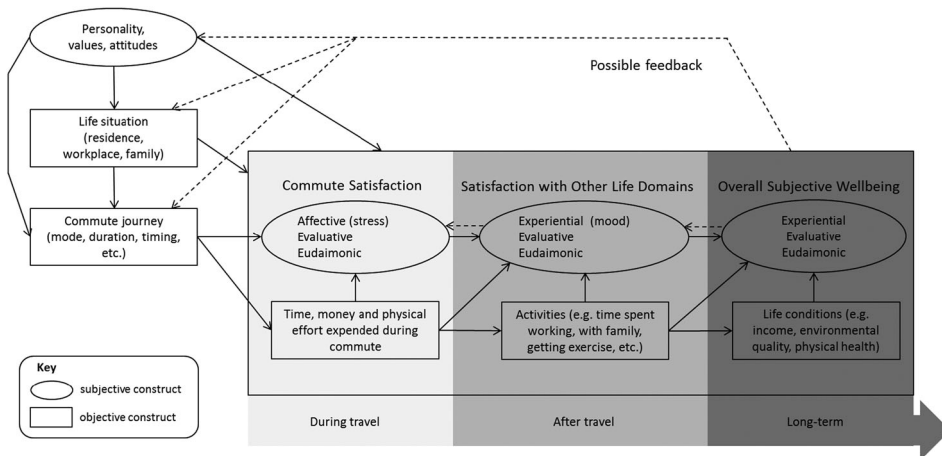 Personality,
values, attitudes
Possible feedback
Life situation
(residence,
workplace, family)
Commute journey
(mode, duration, timing,
etc.)
Commute Satisfaction
Satisfaction with Other Life Domains
Overall Subjective Wellbeing
Affective (stress)
Evaluative
Eudaimonic
Experiential (mood)
Evaluative
Eudaimonic
Experiential
Evaluative
Eudaimonic
Time, money and physical
effort expended during
commute
Activities (e.g. time spent
working, with family,
getting exercise, etc.)
Life conditions (e.g.
income, environmental
quality, physical health)
Key
subjective construct
objective construct
During travel
After travel
Long-term